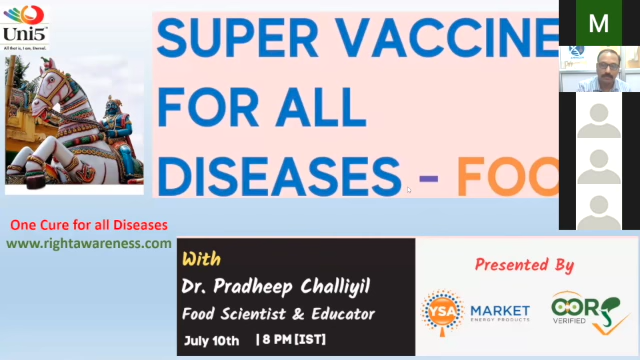 Uni5®
All that is, I am, Eternal.
SUPER VACCINE
FOR ALL
DISEASES - FOO
M
One Cure for all Diseases
www.rightawareness.com
With
Dr. Pradheep Challiyil
Food Scientist & Educator
July 10th | 8 PM [IST]
Presented By
YSA
MARKET
ENERGY PRODUCTS
OORJ
VERIFIED